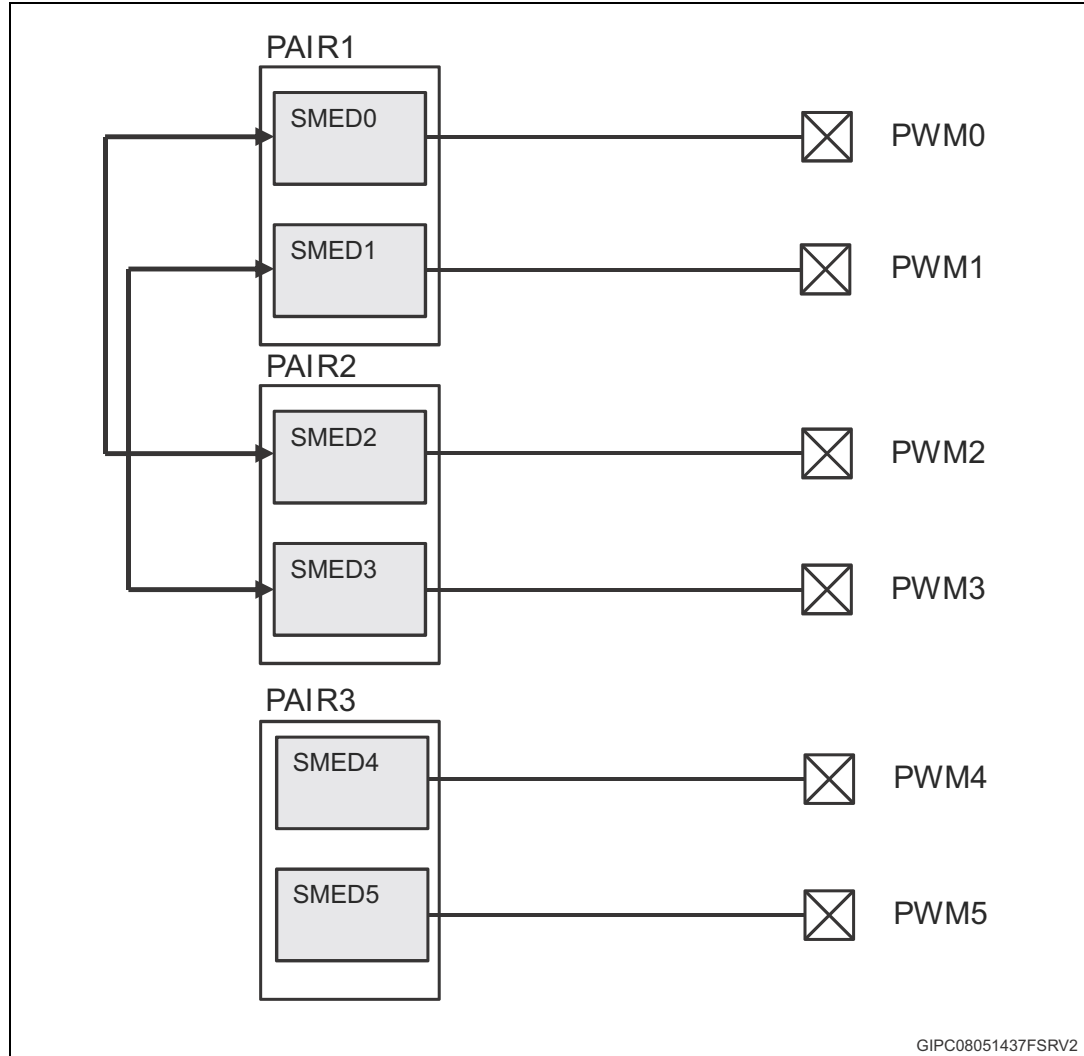 PAIR1
SMED0
PWM0
SMED1
PWM1
PAIR2
SMED2
PWM2
SMED3
PWM3
PAIR3
SMED4
PWM4
SMED5
PWM5
GIPC08051437FSRV2